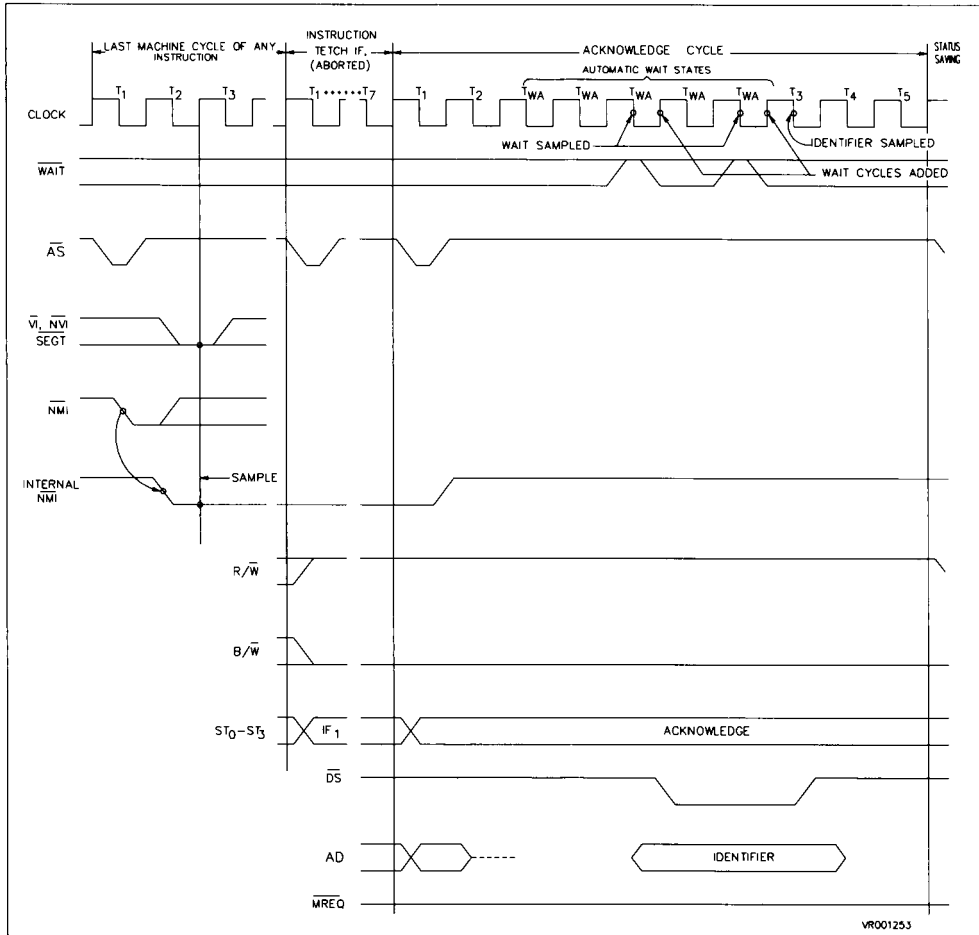 LAST MACHINE CYCLE OF ANY
INSTRUCTION
INSTRUCTION
TETCH IF,
(ABORTED)
ACKNOWLEDGE CYCLE
STATUS
SAVING
AUTOMATIC WAIT STATES
CLOCK
T1 T2 T3 T1 ...... T7 T1 T2 TWA TWA TWA TWA TWA T3 T4 T5
WAIT SAMPLED
IDENTIFIER SAMPLED
WAIT
WAIT CYCLES ADDED
AS
VI, NVI
SEGT
NMI
INTERNAL
NMI
SAMPLE
R/W
B/W
ST0-ST3
IF1
ACKNOWLEDGE
DS
AD
IDENTIFIER
MREQ
VR001253